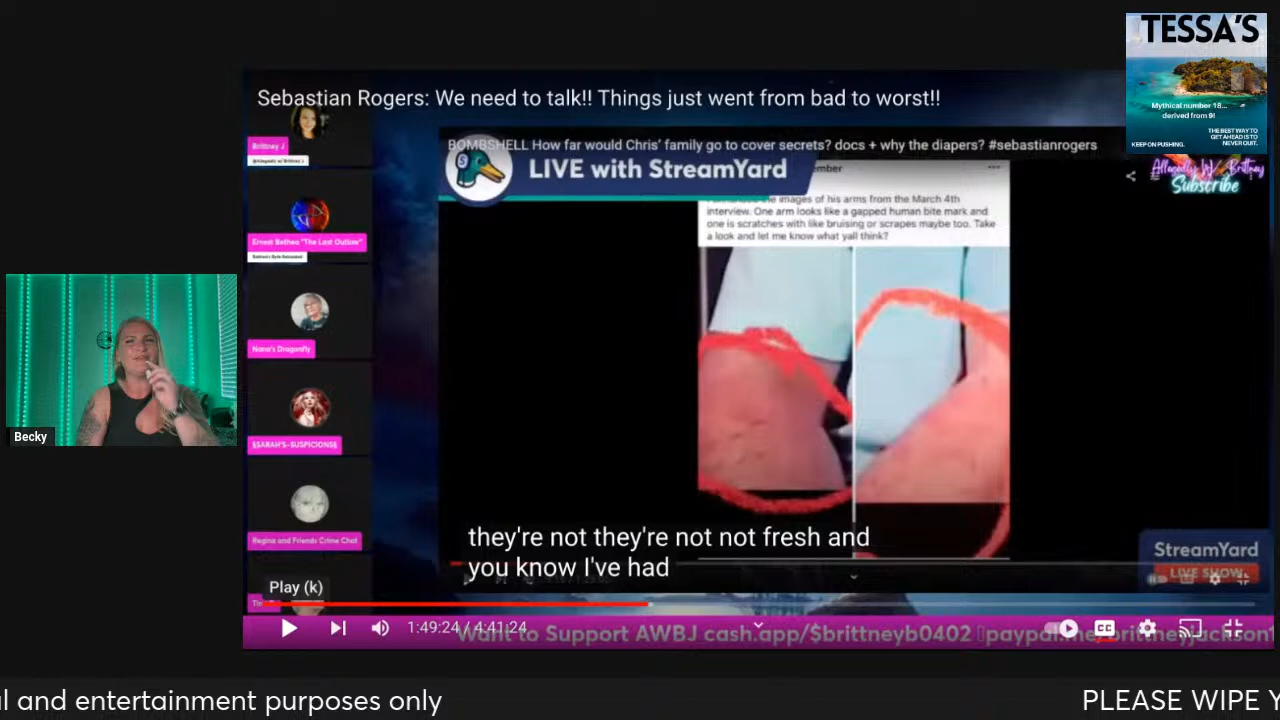 TESSA'S
Mythical number 18...
derived from 9!
THE BEST WAY TO
GET AHEAD IS TO
NEVER QUIT.
KEEP ON PUSHING.
Sebastian Rogers: We need to talk!! Things just went from bad to worst!!
BOMBSHELL How far would Chris' family go to cover secrets? docs + why the diapers? #sebastianrogers
LIVE with StreamYard
Allegedly W/ Brittney
Subscribe
Brittney J
the images of his arms from the March 4th
interview. One arm looks like a gapped human bite mark and
one is scratches with like bruising or scrapes maybe too. Take
a look and let me know what yall think?
Ernest Bethea "The Last Outlaw"
Nana's Dragonfly
§SARAH'S~SUSPICIONS§
Regina and Friends Crime Chat
Becky
they're not they're not not fresh and
you know I've had
StreamYard
LIVE SHOW
Play (k)
1:49:24 / 4:41:24
CC
Want to Support AWBJ cash.app/$brittneyb0402
l and entertainment purposes only
PLEASE WIPE Y